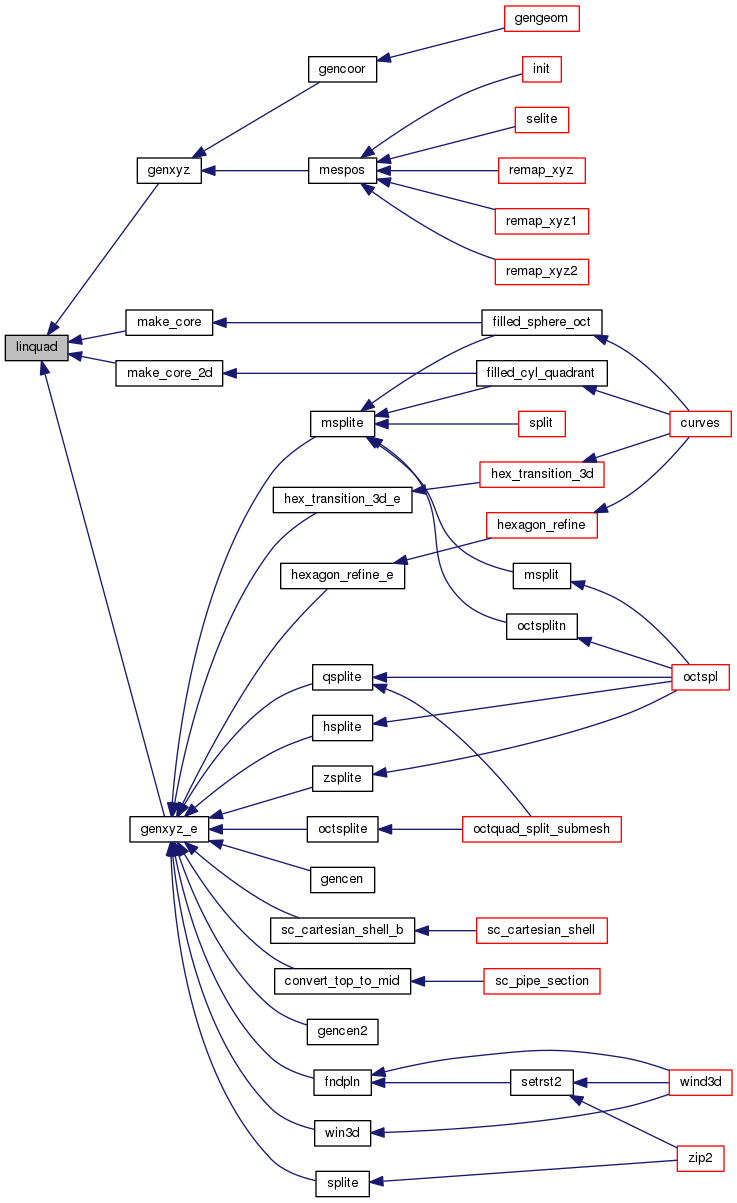 gengeom
gencoor
init
selite
genxyz
mespos
remap_xyz
remap_xyz1
remap_xyz2
make_core
filled_sphere_oct
linquad
make_core_2d
filled_cyl_quadrant
msplite
split
curves
hex_transition_3d
hex_transition_3d_e
hexagon_refine
hexagon_refine_e
msplit
octsplitn
qsplite
octspl
hsplite
zsplite
genxyz_e
octsplite
octquad_split_submesh
gencen
sc_cartesian_shell_b
sc_cartesian_shell
convert_top_to_mid
sc_pipe_section
gencen2
fndpln
setrst2
wind3d
win3d
zip2
splite